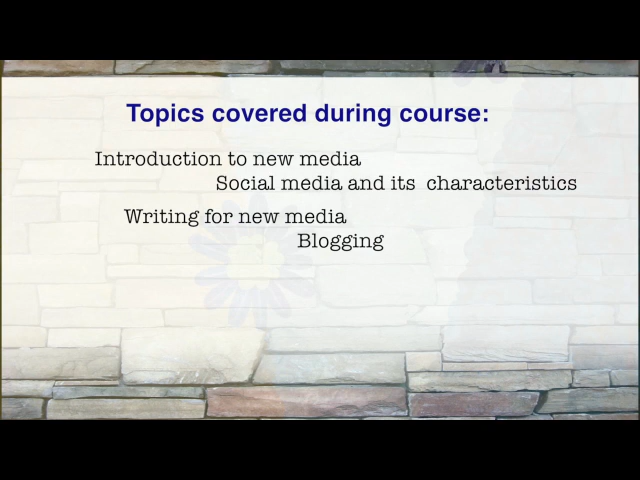 Topics covered during course:
Introduction to new media
Social media and its characteristics
Writing for new media
Blogging